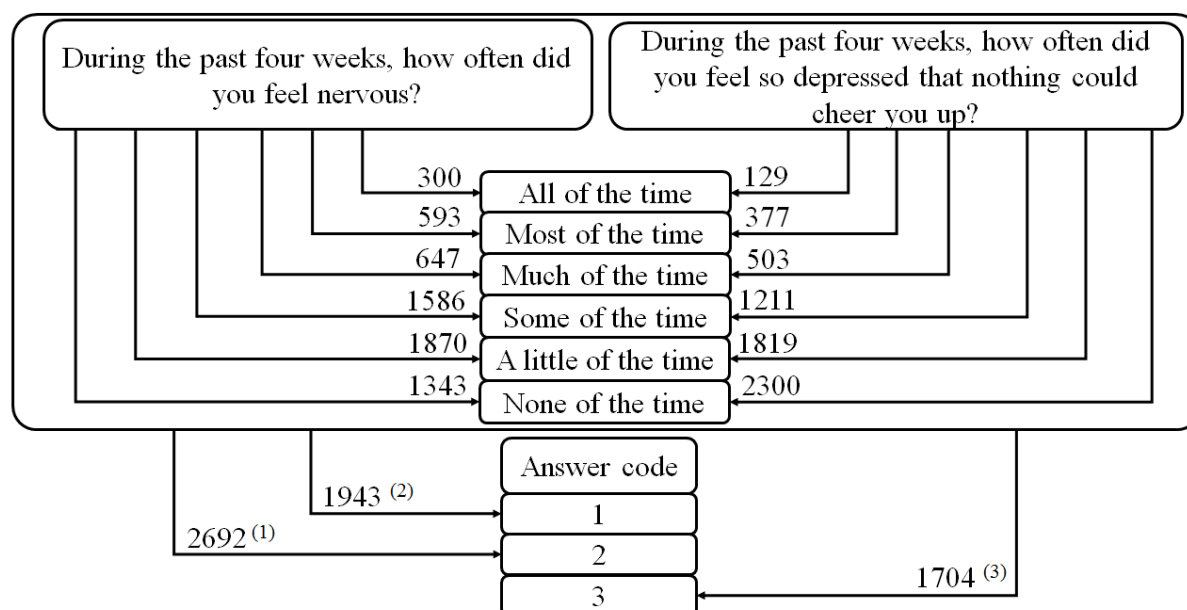 During the past four weeks, how often did
you feel nervous?
During the past four weeks, how often did
you feel so depressed that nothing could
cheer you up?
300 All of the time 129
593 Most of the time 377
647 Much of the time 503
1586 Some of the time 1211
1870 A little of the time 1819
1343 None of the time 2300
Answer code
1943 (2) 1
2692 (1) 2
1704 (3) 3